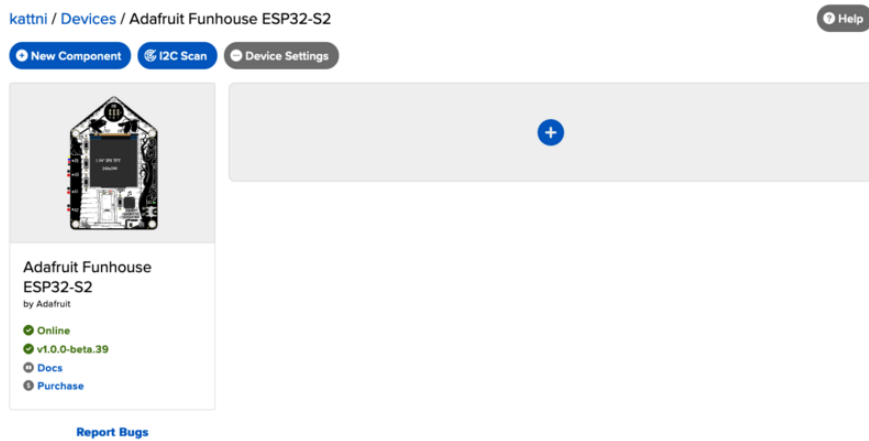 kattni / Devices / Adafruit Funhouse ESP32-S2
Help
New Component
I2C Scan
Device Settings
Adafruit Funhouse
ESP32-S2
by Adafruit
Online
v1.0.0-beta.39
Docs
Purchase
Report Bugs